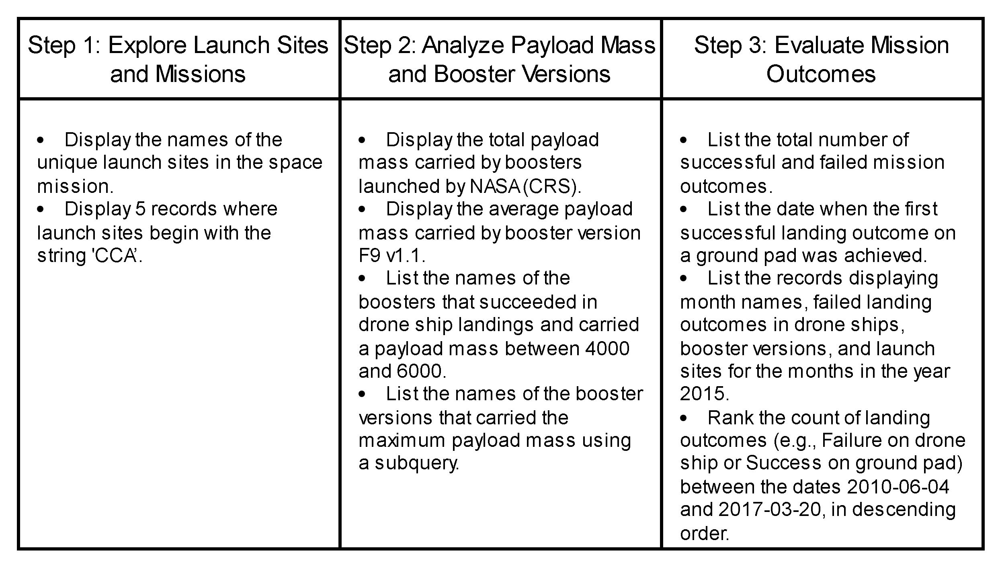 Step 1: Explore Launch Sites
and Missions
Step 2: Analyze Payload Mass
and Booster Versions
Step 3: Evaluate Mission
Outcomes
• Display the names of the
unique launch sites in the space
mission.
• Display 5 records where
launch sites begin with the
string 'CCA’.
• Display the total payload
mass carried by boosters
launched by NASA (CRS).
• Display the average payload
mass carried by booster version
F9 v1.1.
• List the names of the
boosters that succeeded in
drone ship landings and carried
a payload mass between 4000
and 6000.
• List the names of the booster
versions that carried the
maximum payload mass using
a subquery.
• List the total number of
successful and failed mission
outcomes.
• List the date when the first
successful landing outcome on
a ground pad was achieved.
• List the records displaying
month names, failed landing
outcomes in drone ships,
booster versions, and launch
sites for the months in the year
2015.
• Rank the count of landing
outcomes (e.g., Failure on drone
ship or Success on ground pad)
between the dates 2010-06-04
and 2017-03-20, in descending
order.